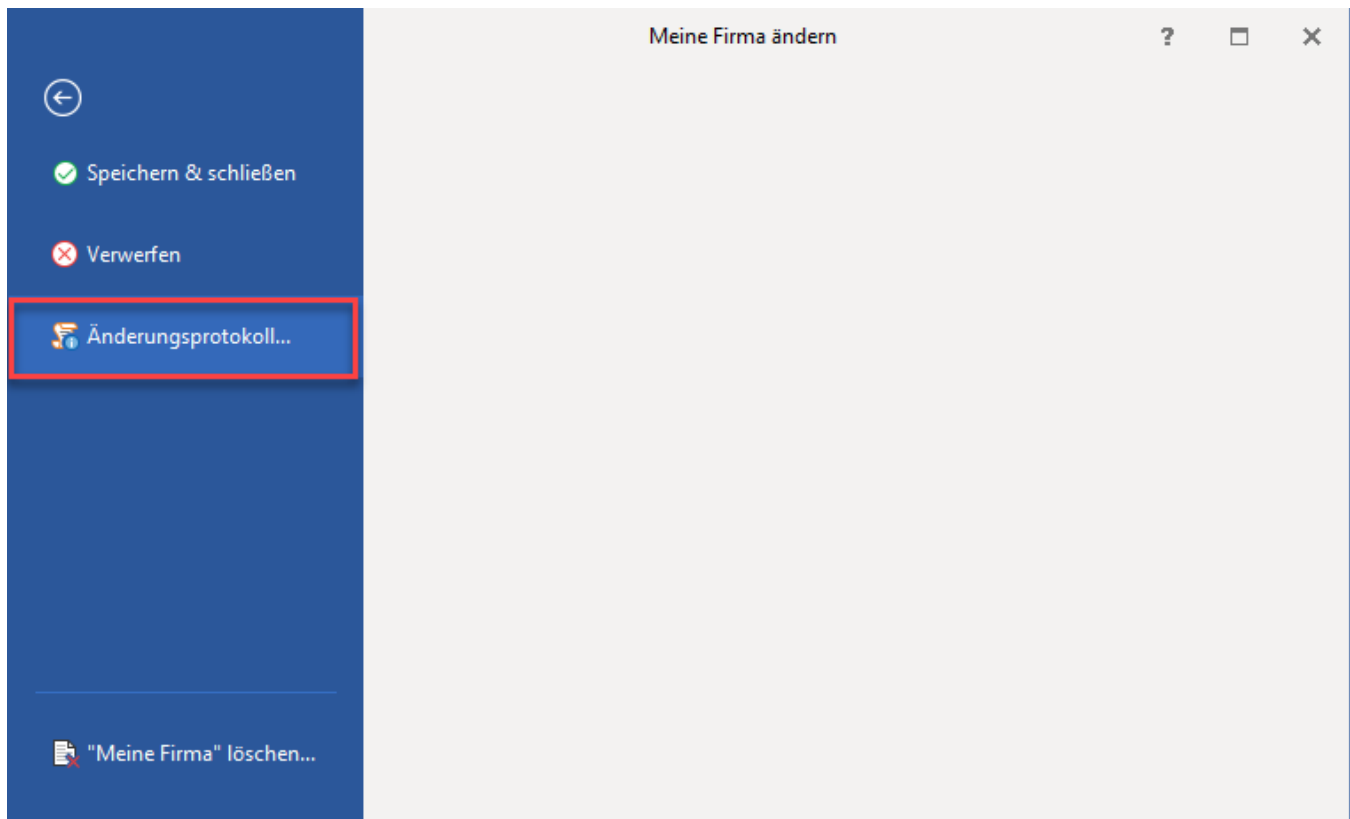 Meine Firma ändern
Speichern & schließen
Verwerfen
Änderungsprotokoll...
"Meine Firma" löschen...